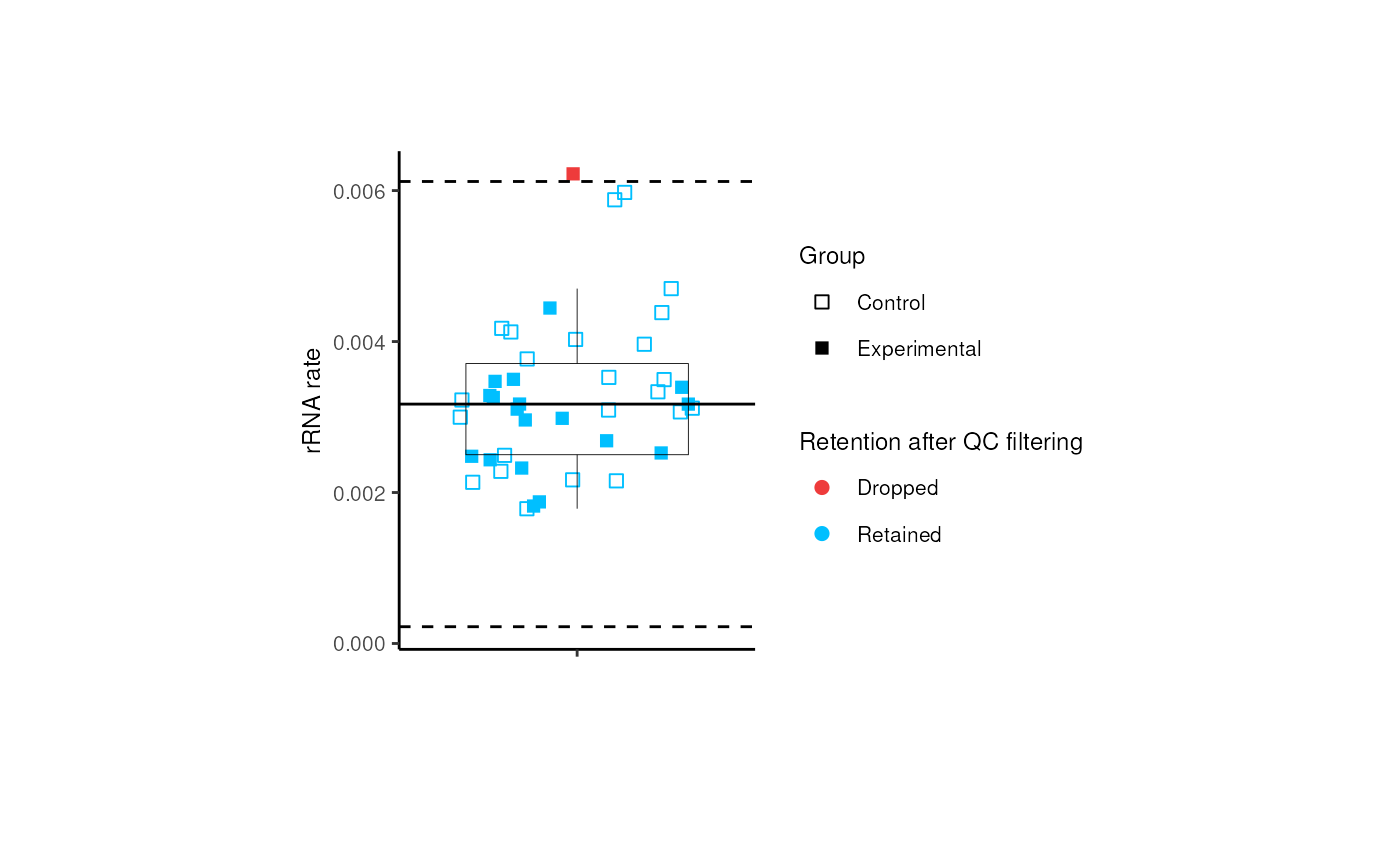 rRNA rate
0.006
0.004
0.002
0.000
Group
Control
Experimental
Retention after QC filtering
Dropped
Retained